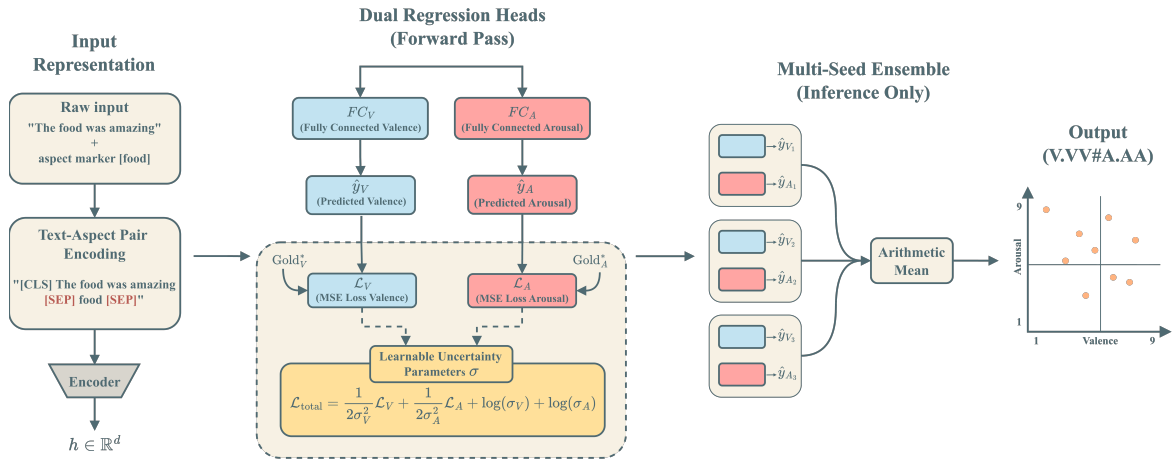 Input
Representation
Raw input
"The food was amazing"
+
aspect marker [food]
Text-Aspect Pair
Encoding
"[CLS] The food was amazing
[SEP] food [SEP]"
Encoder
h ∈ ℝ^d
Dual Regression Heads
(Forward Pass)
FC_V
(Fully Connected Valence)
FC_A
(Fully Connected Arousal)
ŷ_V
(Predicted Valence)
ŷ_A
(Predicted Arousal)
Gold*_V
Gold*_A
ℒ_V
(MSE Loss Valence)
ℒ_A
(MSE Loss Arousal)
Learnable Uncertainty
Parameters σ
ℒ_total = 1/(2σ_V^2) ℒ_V + 1/(2σ_A^2) ℒ_A + log(σ_V) + log(σ_A)
Multi-Seed Ensemble
(Inference Only)
ŷ_V₁
ŷ_A₁
ŷ_V₂
ŷ_A₂
ŷ_V₃
ŷ_A₃
Arithmetic
Mean
Output
(V.VV#A.AA)
9
Arousal
1
1
Valence
9